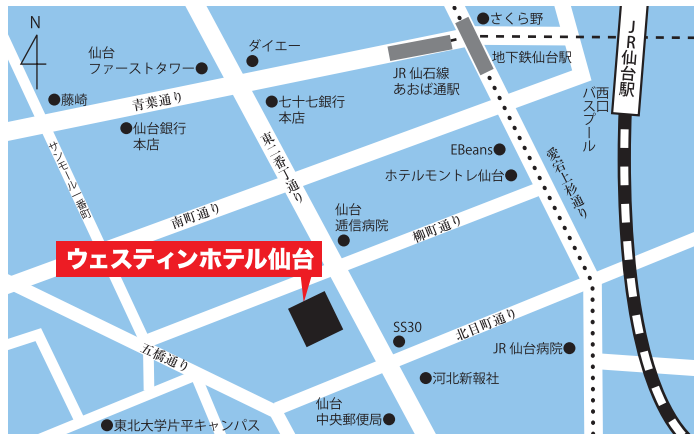 N
さくら野
ダイエー
仙台
ファーストタワー
地下鉄仙台駅
JR仙台駅
JR仙石線
あおば通駅
西口
バスプール
藤崎
青葉通り
七十七銀行
本店
仙台銀行
本店
東二番丁通り
サンモール一番町
EBeans
愛宕上杉通り
ホテルモントレ仙台
南町通り
仙台
逓信病院
柳町通り
ウェスティンホテル仙台
SS30
北目町通り
五橋通り
JR仙台病院
河北新報社
仙台
中央郵便局
東北大学片平キャンパス